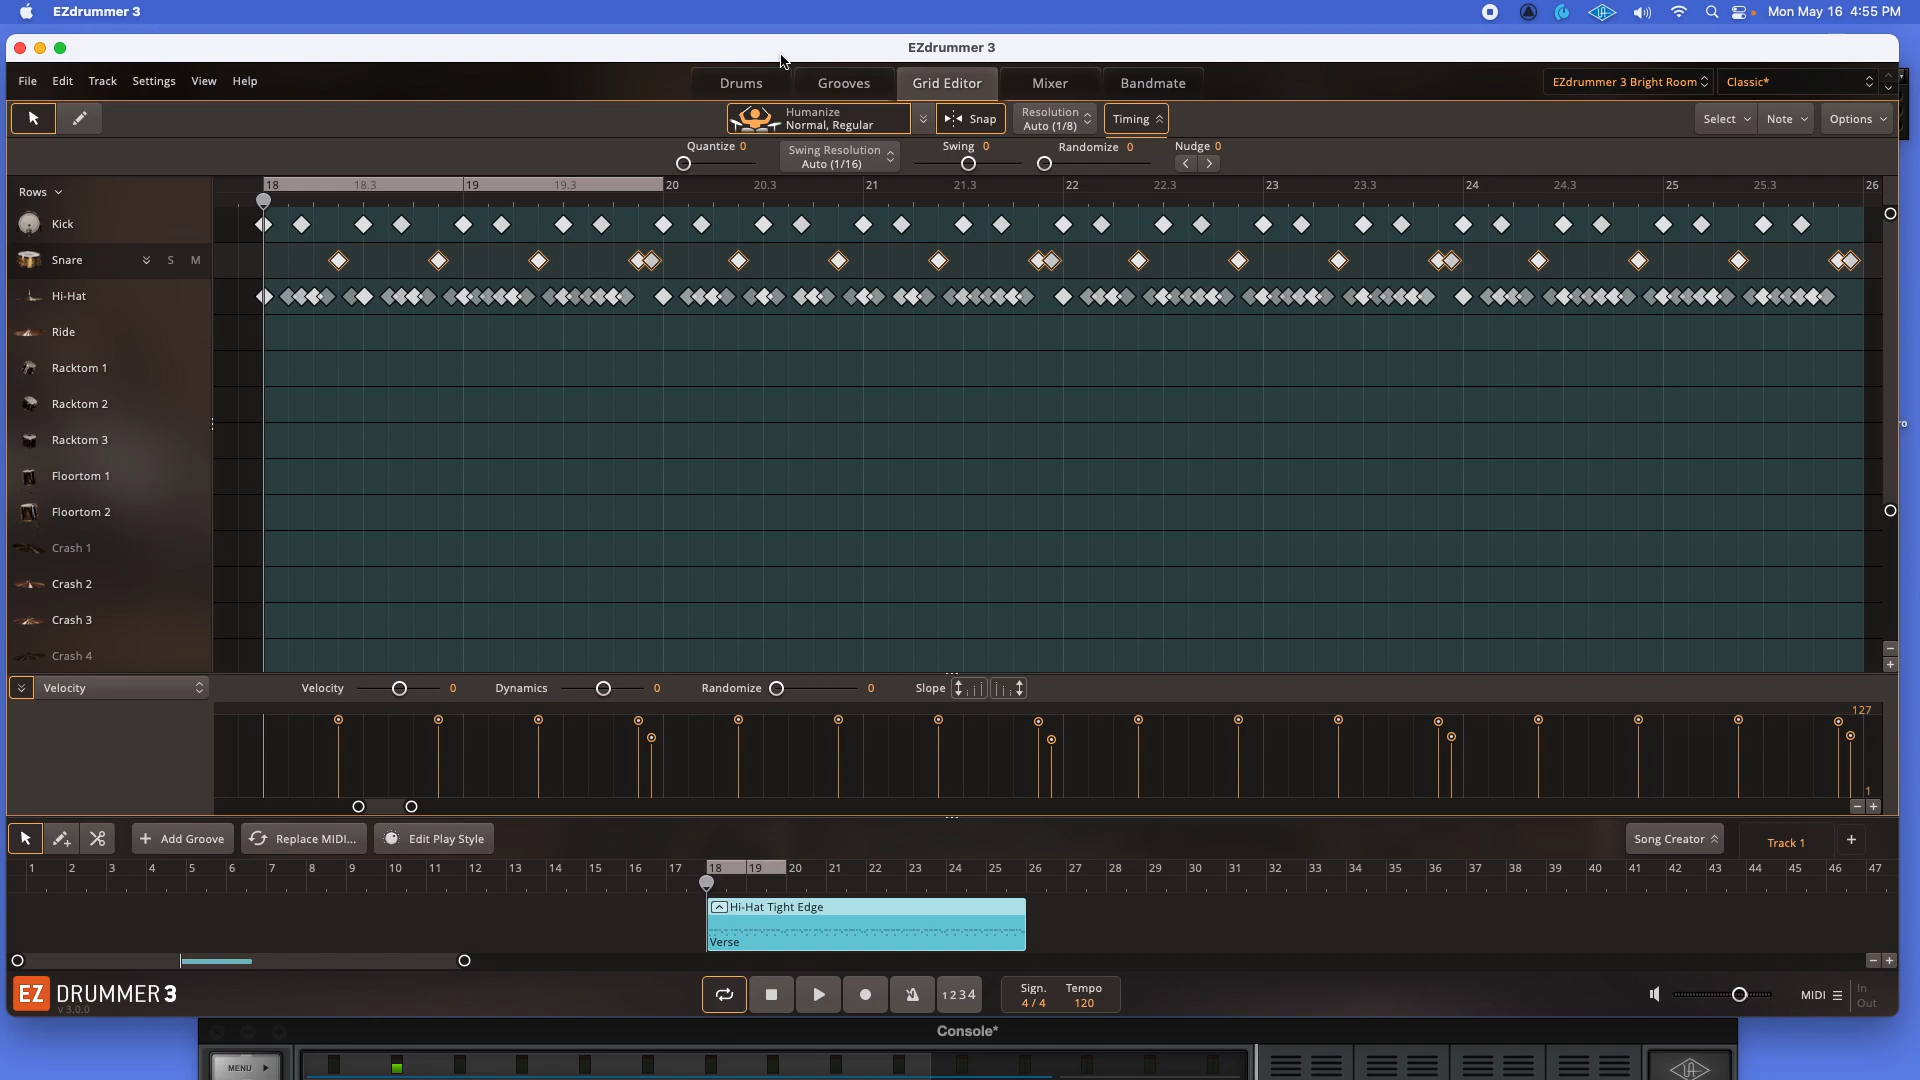 EZdrummer 3
Mon May 16 4:55 PM
EZdrummer 3
File Edit Track Settings View Help
Drums Grooves Grid Editor Mixer Bandmate
EZdrummer 3 Bright Room Classic*
Humanize
Normal, Regular
Snap
Resolution
Auto (1/8)
Timing
Select Note Options
Quantize 0
Swing Resolution
Auto (1/16)
Swing 0
Randomize 0
Nudge 0
Rows
18 18.3 19 19.3 20 20.3 21 21.3 22 22.3 23 23.3 24 24.3 25 25.3 26
Kick
Snare S M
Hi-Hat
Ride
Racktom 1
Racktom 2
Racktom 3
Floortom 1
Floortom 2
Crash 1
Crash 2
Crash 3
Crash 4
Velocity
Velocity 0 Dynamics 0 Randomize 0 Slope
127
1
Add Groove Replace MIDI... Edit Play Style
Song Creator Track 1 +
1 2 3 4 5 6 7 8 9 10 11 12 13 14 15 16 17 18 19 20 21 22 23 24 25 26 27 28 29 30 31 32 33 34 35 36 37 38 39 40 41 42 43 44 45 46 47
Hi-Hat Tight Edge
Verse
EZ DRUMMER 3
v 3.0.0
1 2 3 4
Sign.
4 / 4
Tempo
120
MIDI
In
Out
Console*
MENU